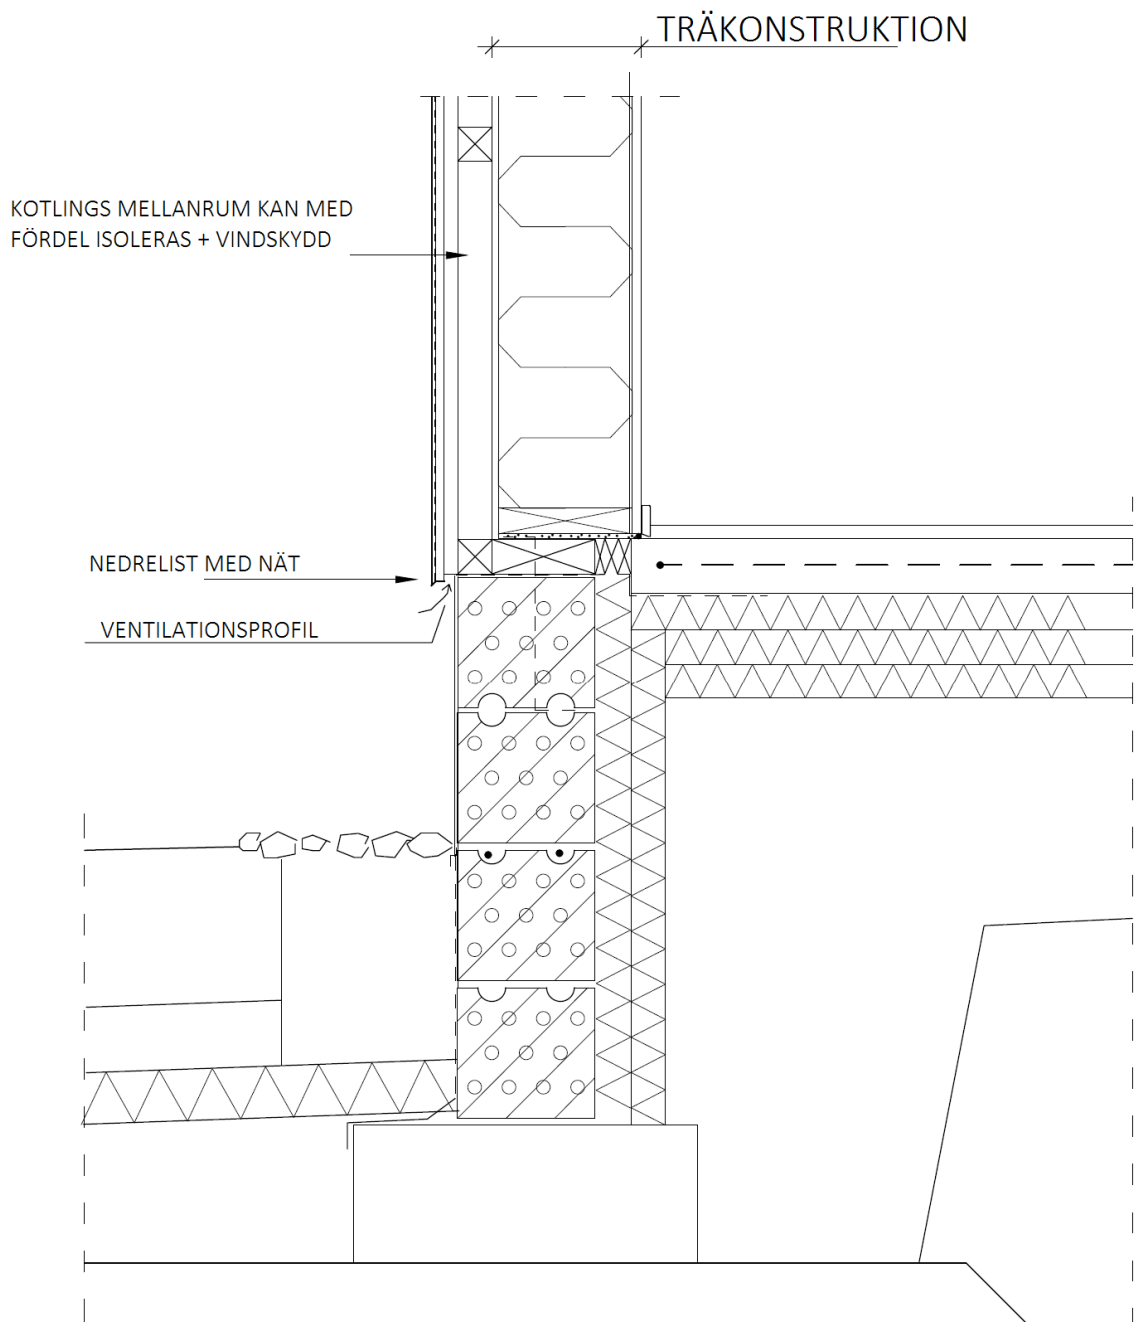 TRÄKONSTRUKTION
KOTLINGS MELLANRUM KAN MED
FÖRDEL ISOLERAS + VINDSKYDD
NEDRELIST MED NÄT
VENTILATIONSPROFIL